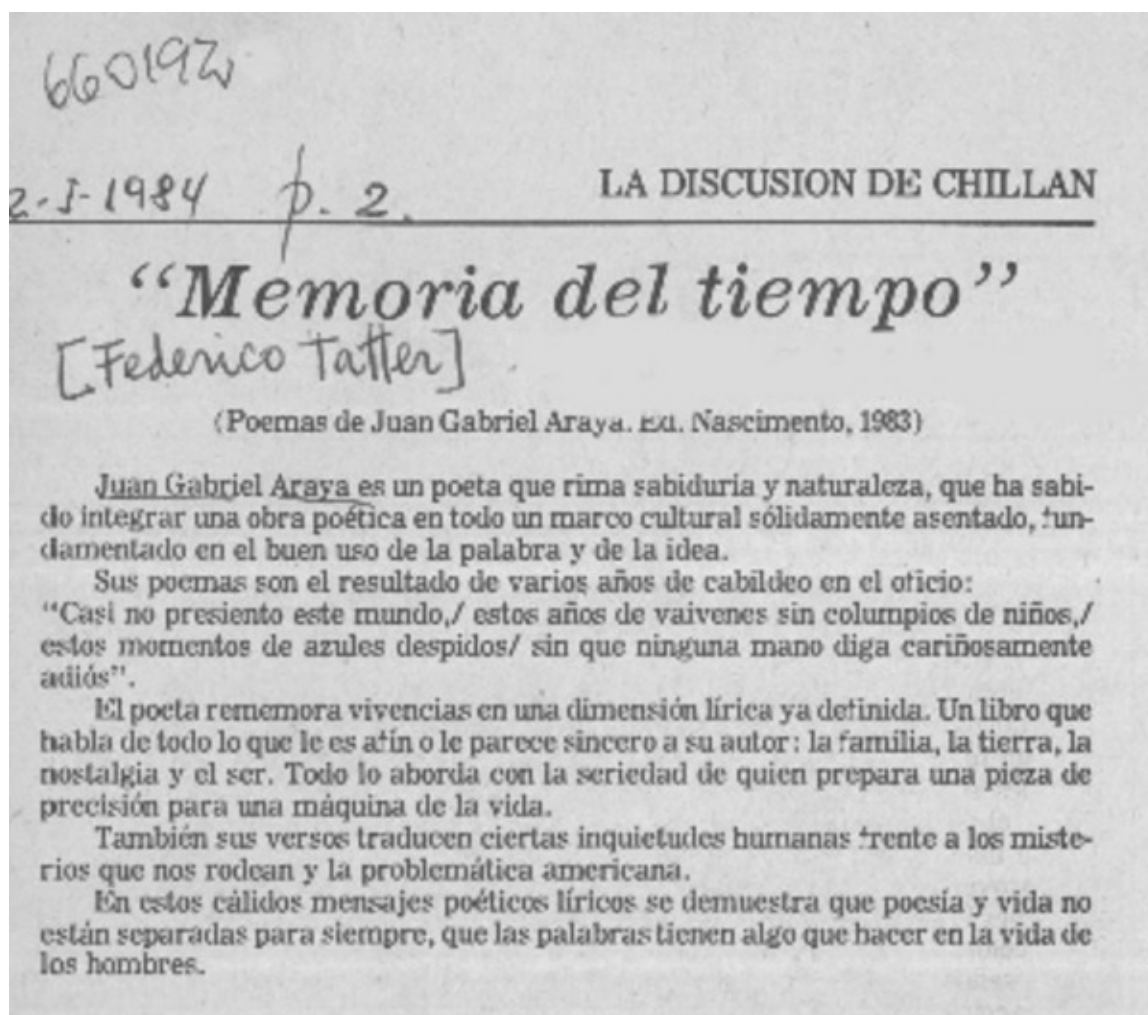 660192
2-I-1984 p. 2.
LA DISCUSION DE CHILLAN
“Memoria del tiempo”
[Federico Tatter]
(Poemas de Juan Gabriel Araya. Ed. Nascimento, 1983)
Juan Gabriel Araya es un poeta que rima sabiduría y naturaleza, que ha sabi-
do integrar una obra poética en todo un marco cultural sólidamente asentado, fun-
damentado en el buen uso de la palabra y de la idea.
Sus poemas son el resultado de varios años de cabildeo en el oficio:
“Casi no presiento este mundo,/ estos años de vaivenes sin columpios de niños,/
estos momentos de azules despidos/ sin que ninguna mano diga cariñosamente
adiós”.
El poeta rememora vivencias en una dimensión lírica ya definida. Un libro que
habla de todo lo que le es afín o le parece sincero a su autor: la familia, la tierra, la
nostalgia y el ser. Todo lo aborda con la seriedad de quien prepara una pieza de
precisión para una máquina de la vida.
También sus versos traducen ciertas inquietudes humanas frente a los miste-
rios que nos rodean y la problemática americana.
En estos cálidos mensajes poéticos líricos se demuestra que poesía y vida no
están separadas para siempre, que las palabras tienen algo que hacer en la vida de
los hombres.